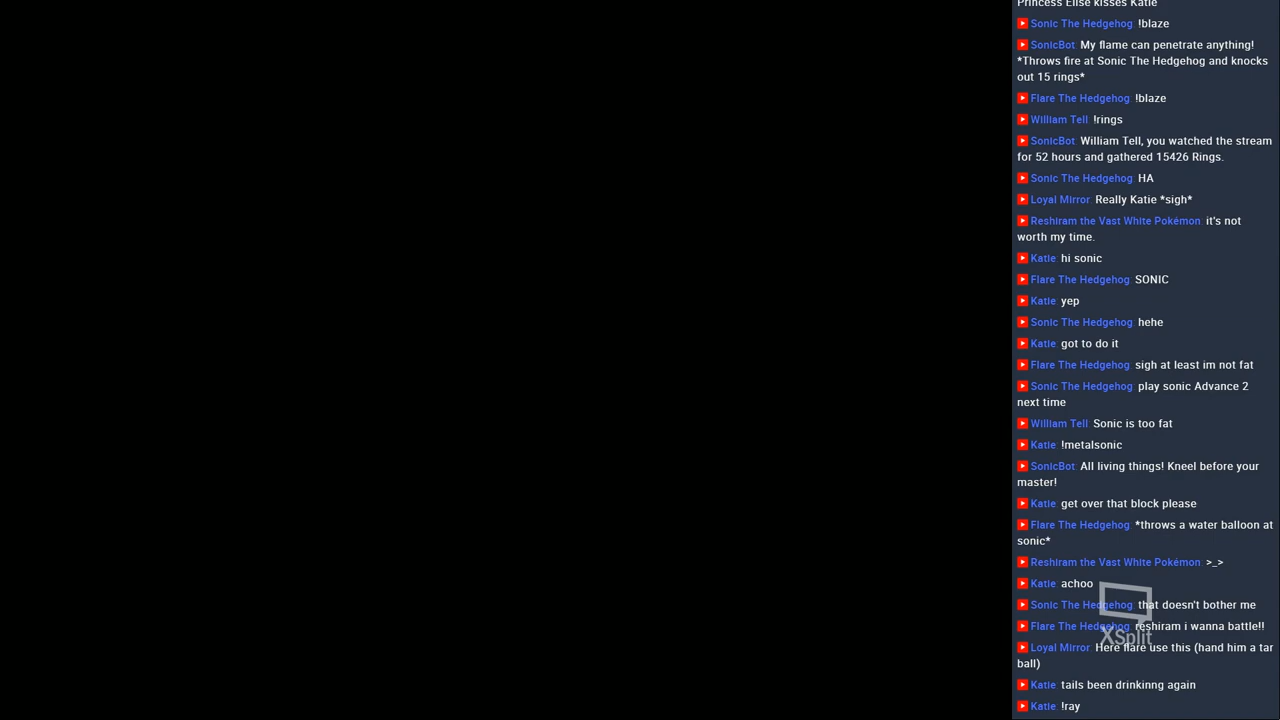 Princess Elise kisses Katie
Sonic The Hedgehog: !blaze
SonicBot: My flame can penetrate anything!
*Throws fire at Sonic The Hedgehog and knocks
out 15 rings*
Flare The Hedgehog: !blaze
William Tell: !rings
SonicBot: William Tell, you watched the stream
for 52 hours and gathered 15426 Rings.
Sonic The Hedgehog: HA
Loyal Mirror: Really Katie *sigh*
Reshiram the Vast White Pokémon: it's not
worth my time.
Katie: hi sonic
Flare The Hedgehog: SONIC
Katie: yep
Sonic The Hedgehog: hehe
Katie: got to do it
Flare The Hedgehog: sigh at least im not fat
Sonic The Hedgehog: play sonic Advance 2
next time
William Tell: Sonic is too fat
Katie: !metalsonic
SonicBot: All living things! Kneel before your
master!
Katie: get over that block please
Flare The Hedgehog: *throws a water balloon at
sonic*
Reshiram the Vast White Pokémon: >_>
Katie: achoo
Sonic The Hedgehog: that doesn't bother me
Flare The Hedgehog: reshiram i wanna battle!!
XSplit
Loyal Mirror: Here flare use this (hand him a tar
ball)
Katie: tails been drinkinng again
Katie: !ray